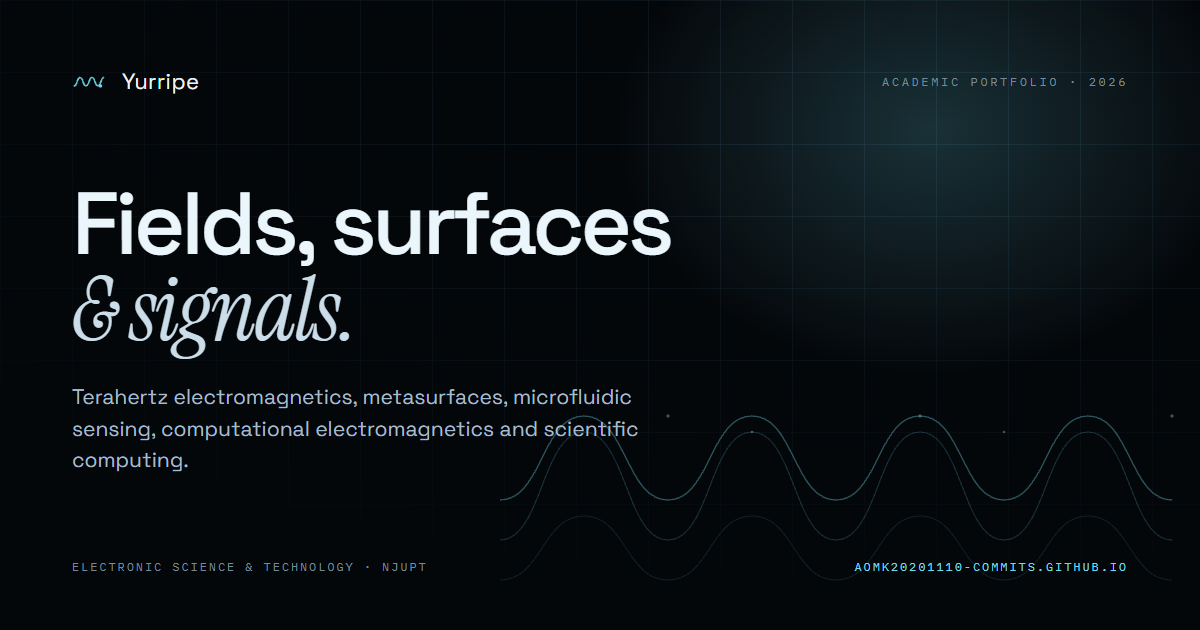 Yurripe
ACADEMIC PORTFOLIO · 2026
Fields, surfaces
& signals.
Terahertz electromagnetics, metasurfaces, microfluidic
sensing, computational electromagnetics and scientific
computing.
ELECTRONIC SCIENCE & TECHNOLOGY · NJUPT
AOMK20201110-COMMITS.GITHUB.IO